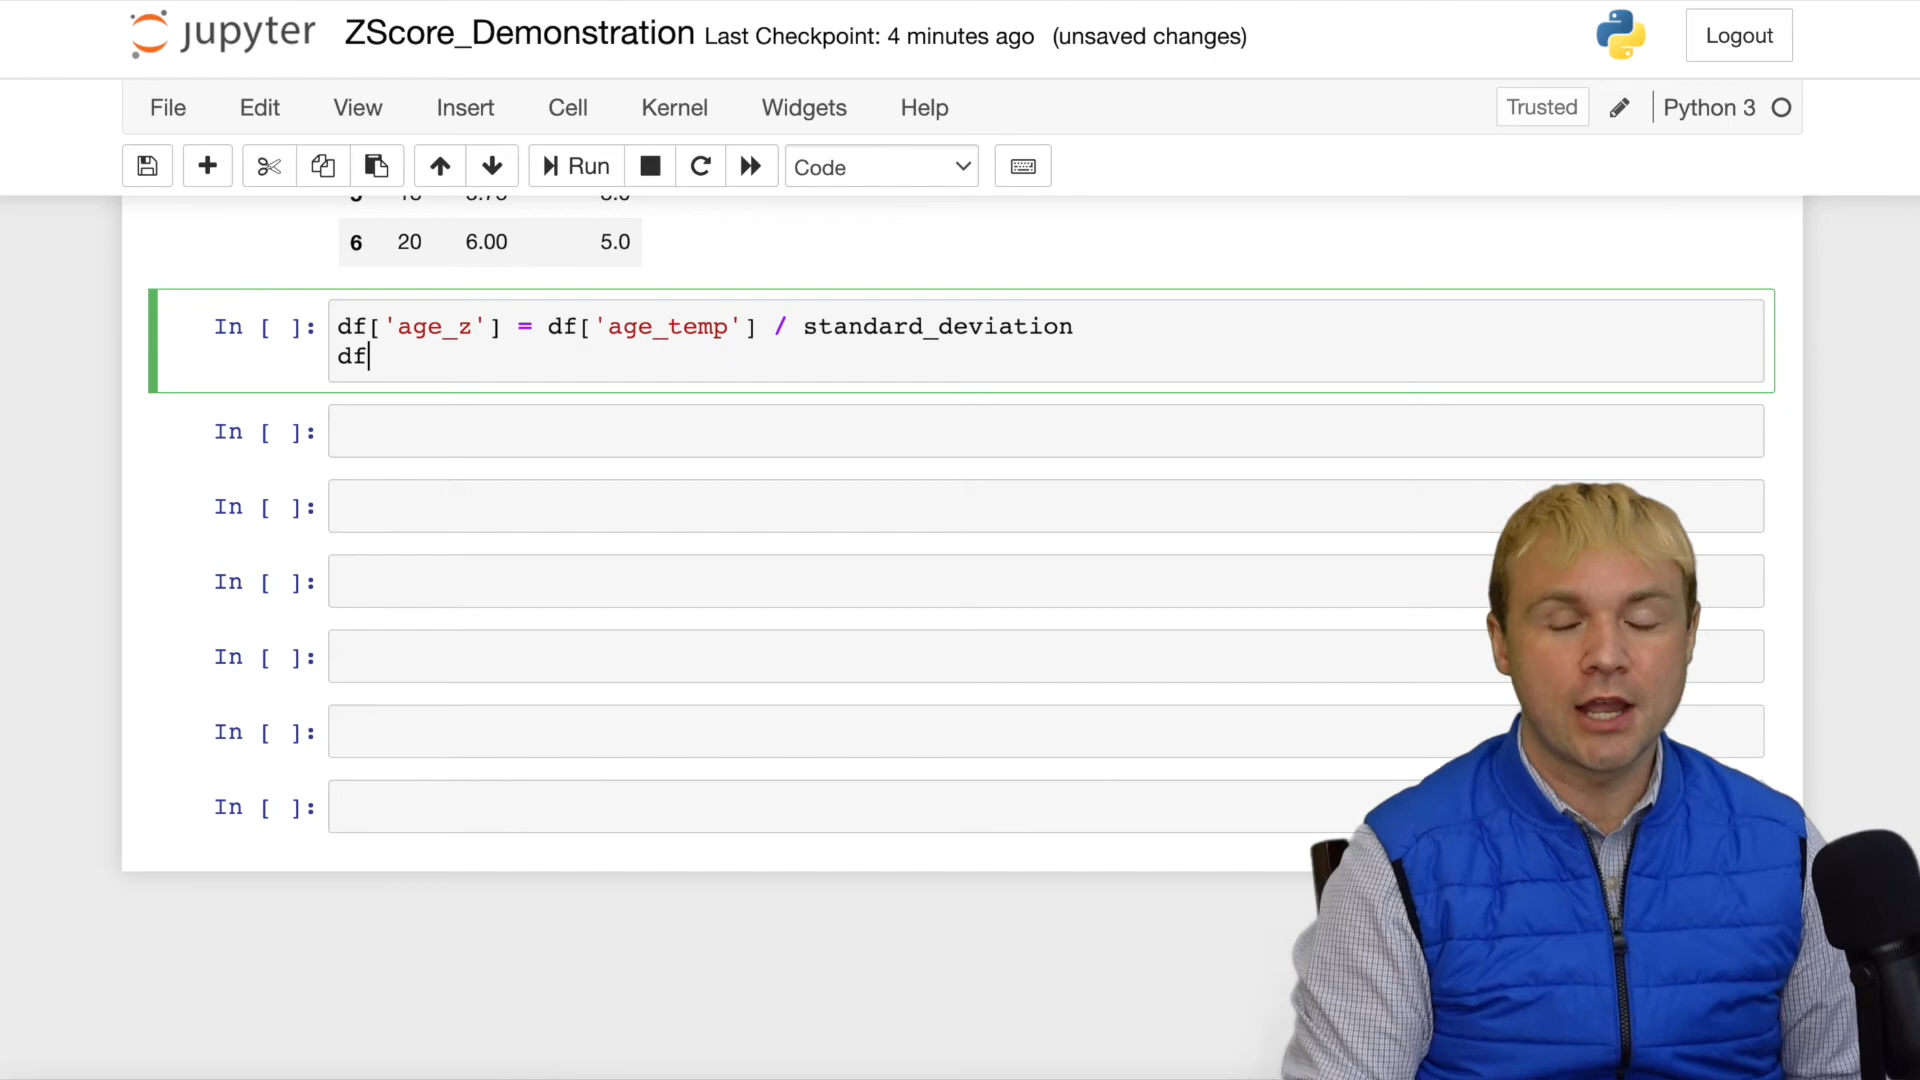 jupyter ZScore_Demonstration Last Checkpoint: 4 minutes ago (unsaved changes) Logout
File Edit View Insert Cell Kernel Widgets Help Trusted Python 3
Run Code
6 20 6.00 5.0
In [ ]: df['age_z'] = df['age_temp'] / standard_deviation
df
In [ ]:
In [ ]:
In [ ]:
In [ ]:
In [ ]:
In [ ]: